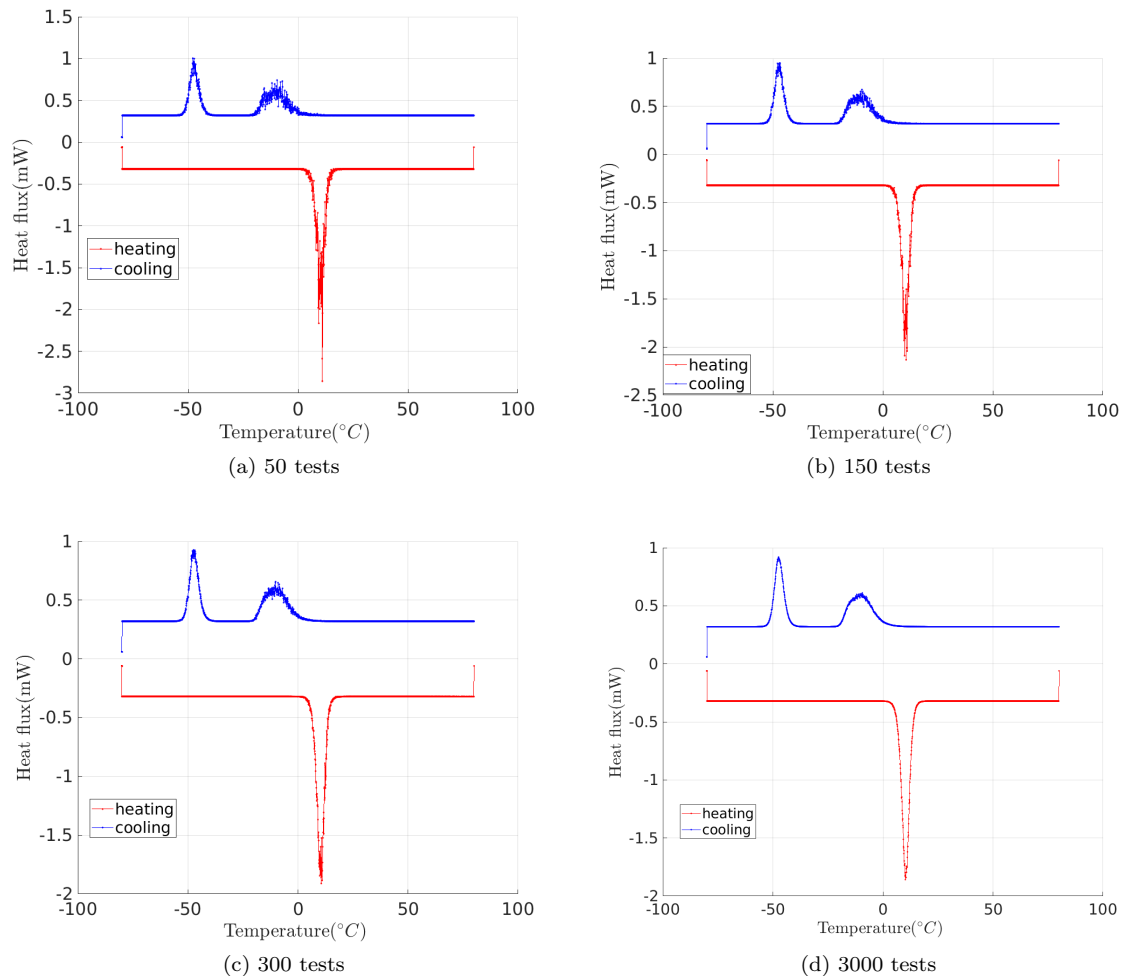 1.5
1
0.5
0
-0.5
-1
-1.5
-2
-2.5
-3
Heat flux(mW)
heating
cooling
-100 -50 0 50 100
Temperature(°C)
(a) 50 tests
1
0.5
0
-0.5
-1
-1.5
-2
-2.5
Heat flux(mW)
heating
cooling
-100 -50 0 50 100
Temperature(°C)
(b) 150 tests
1
0.5
0
-0.5
-1
-1.5
-2
Heat flux(mW)
heating
cooling
-100 -50 0 50 100
Temperature(°C)
(c) 300 tests
1
0.5
0
-0.5
-1
-1.5
-2
Heat flux(mW)
heating
cooling
-100 -50 0 50 100
Temperature(°C)
(d) 3000 tests